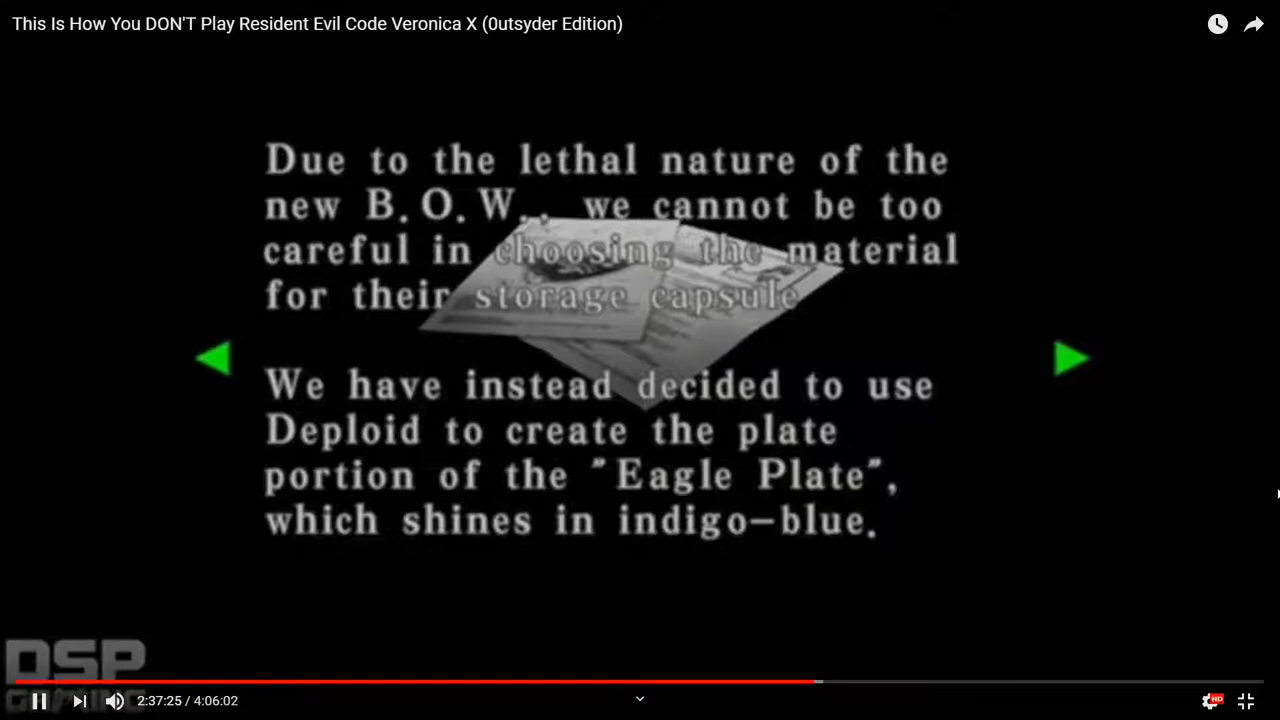 This Is How You DON'T Play Resident Evil Code Veronica X (0utsyder Edition)
Due to the lethal nature of the
new B.O.W., we cannot be too
careful in choosing the material
for their storage capsule
We have instead decided to use
Deploid to create the plate
portion of the "Eagle Plate",
which shines in indigo-blue.
DSP
GAMING
2:37:25 / 4:06:02
HD